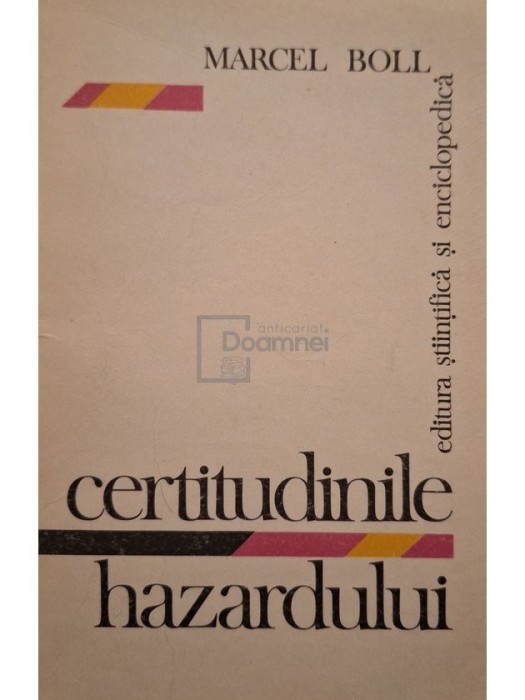 MARCEL BOLL
editura științifică și enciclopedică
anticariat
Doamnei
certitudinile
hazardului